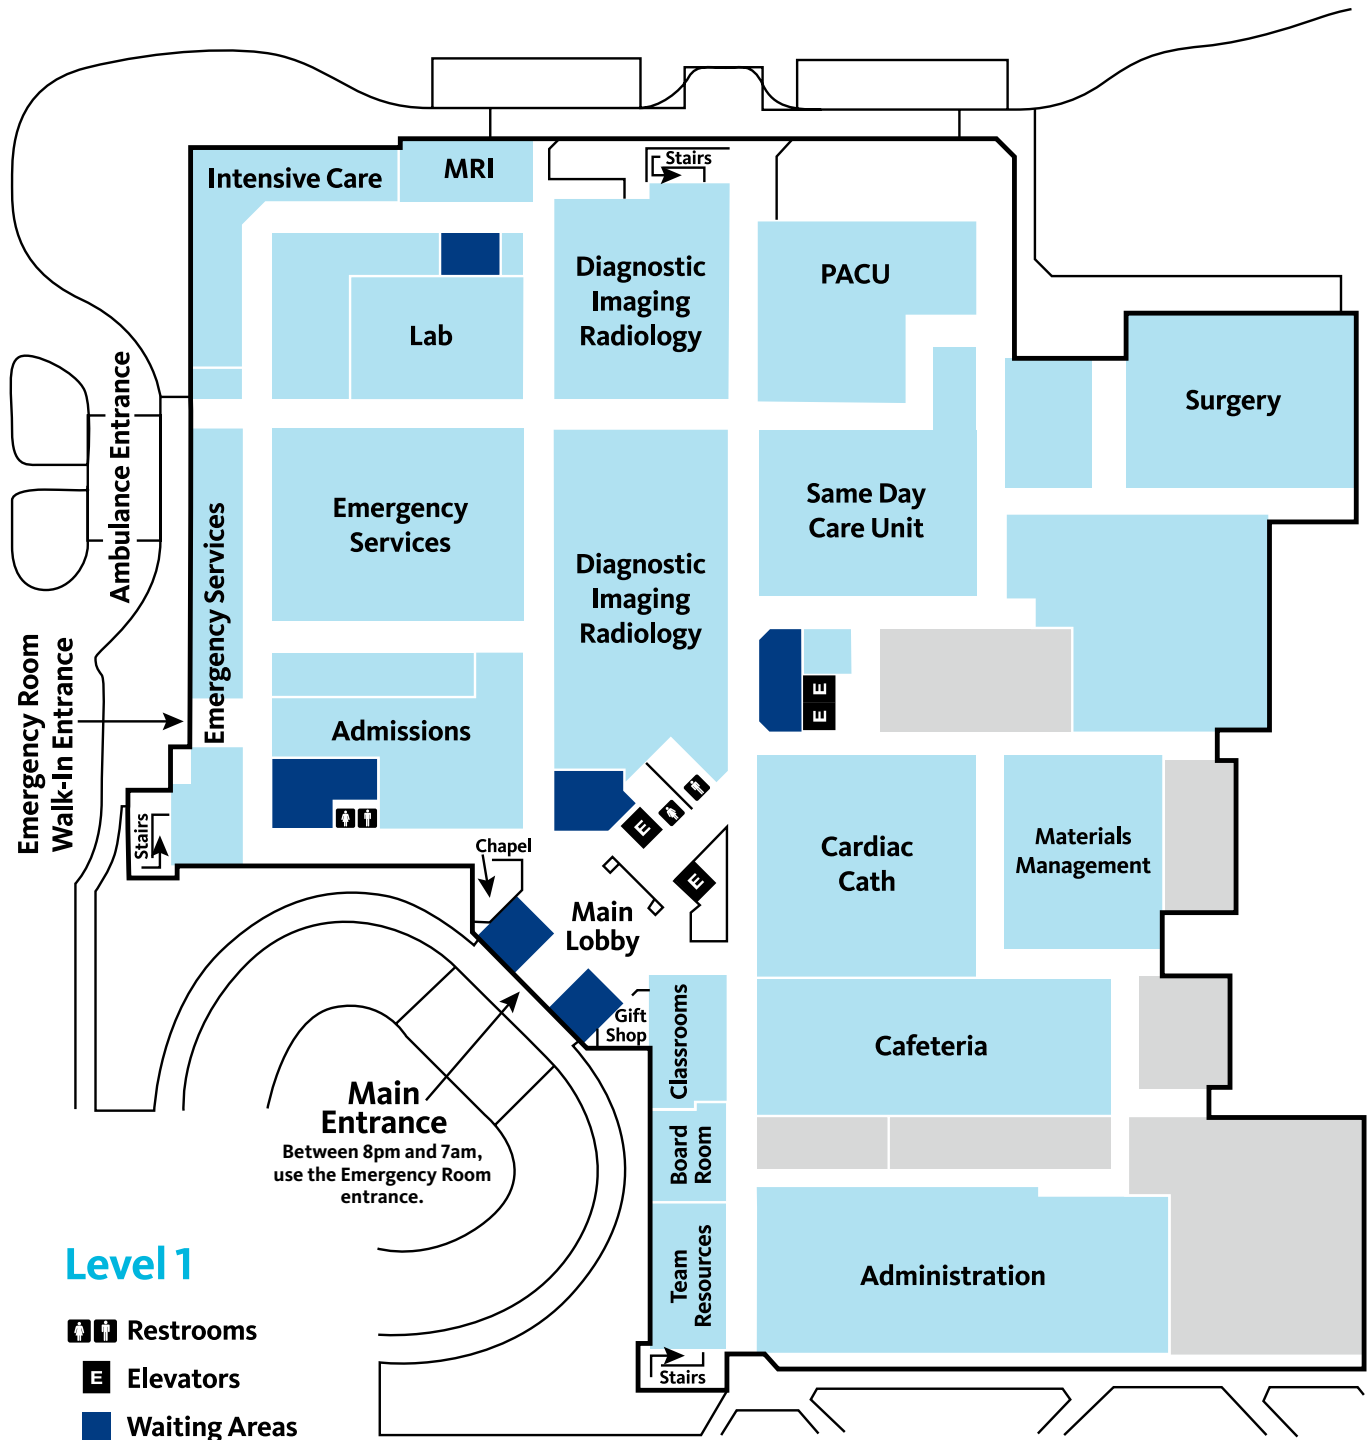 Stairs
Intensive Care
MRI
Diagnostic
Imaging
Radiology
PACU
Lab
Surgery
Ambulance Entrance
Emergency
Services
Emergency Services
Same Day
Care Unit
Diagnostic
Imaging
Radiology
Emergency Room
Walk-In Entrance
E
E
E
E
Admissions
Stairs
E
Chapel
Cardiac
Cath
Materials
Management
E
Main
Lobby
Gift
Shop
Classrooms
Cafeteria
Main
Entrance
Between 8pm and 7am,
use the Emergency Room
entrance.
Board
Room
Team
Resources
Administration
Stairs
Level 1
Restrooms
E Elevators
Waiting Areas